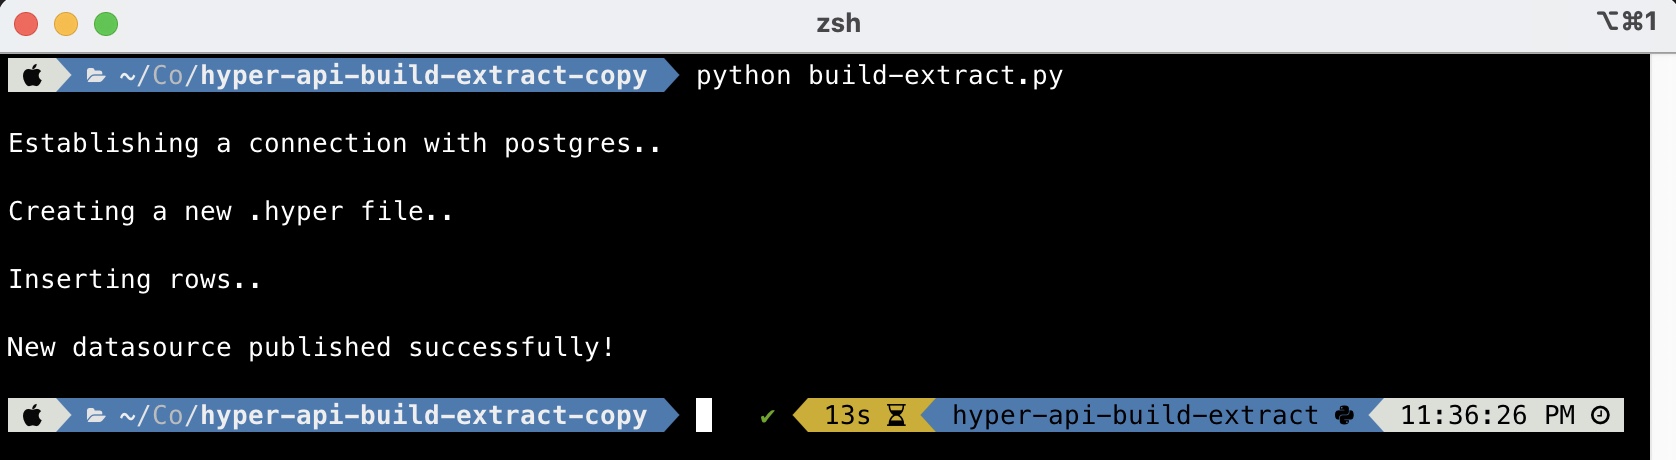 zsh
⌥⌘1
~/Co/hyper-api-build-extract-copy python build-extract.py
Establishing a connection with postgres..
Creating a new .hyper file..
Inserting rows..
New datasource published successfully!
~/Co/hyper-api-build-extract-copy ✔ 13s hyper-api-build-extract 11:36:26 PM